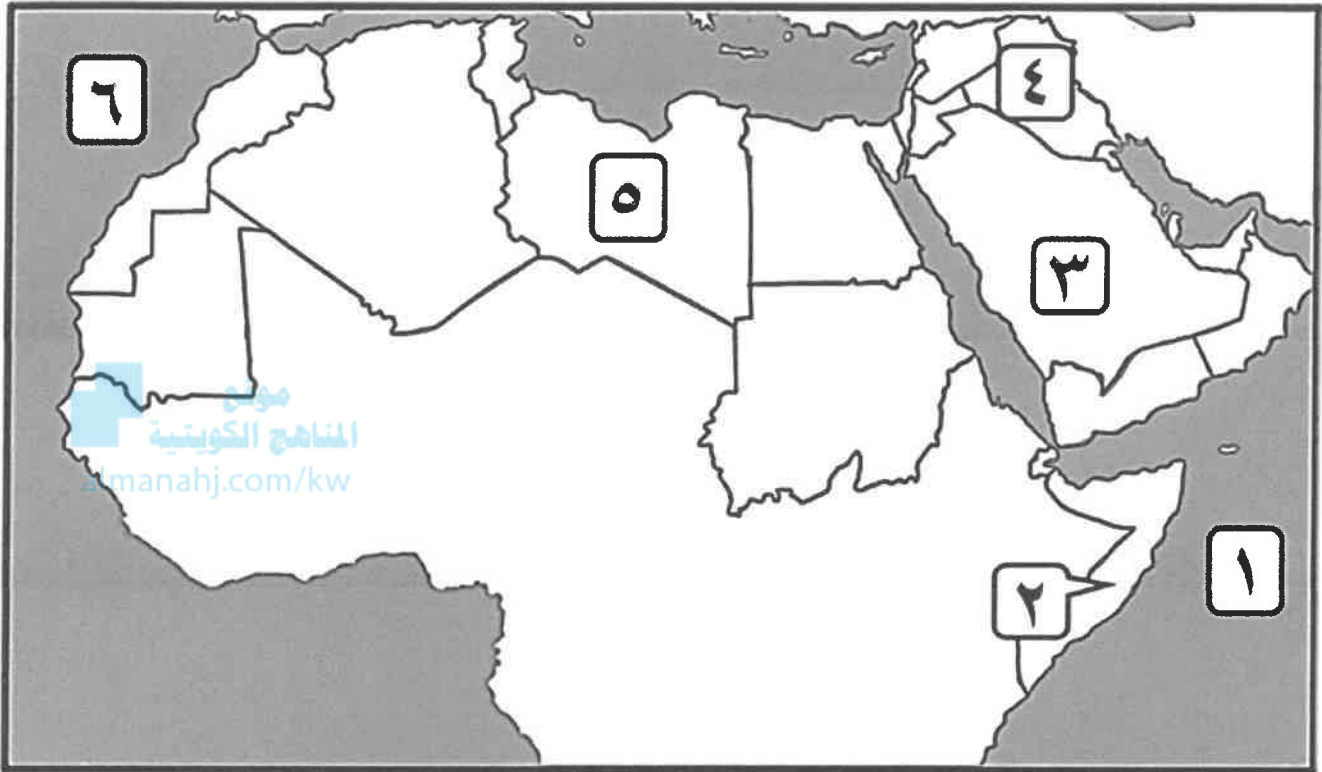 ٦
٤
٥
٣
موقع
المناهج الكويتية
almanahj.com/kw
١
٢